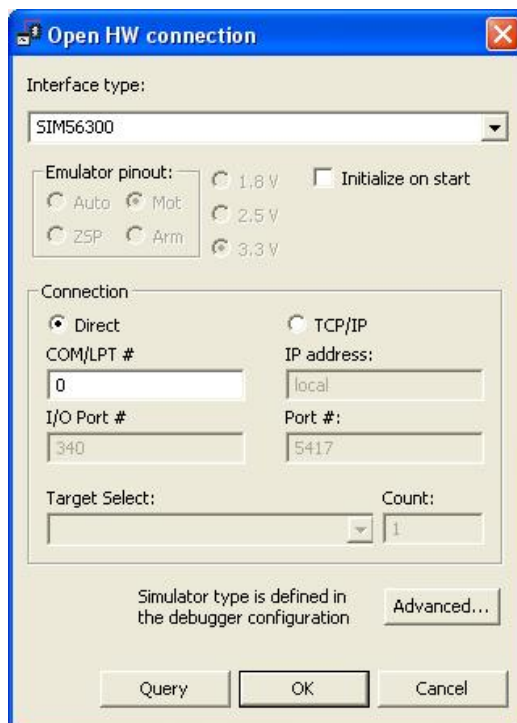 Open HW connection
Interface type:
SIM56300
Emulator pinout:
Auto Mot
ZSP Arm
1.8 V
2.5 V
3.3 V
Initialize on start
Connection
Direct TCP/IP
COM/LPT # IP address:
0 local
I/O Port # Port #:
340 5417
Target Select: Count:
1
Simulator type is defined in
the debugger configuration
Advanced...
Query OK Cancel